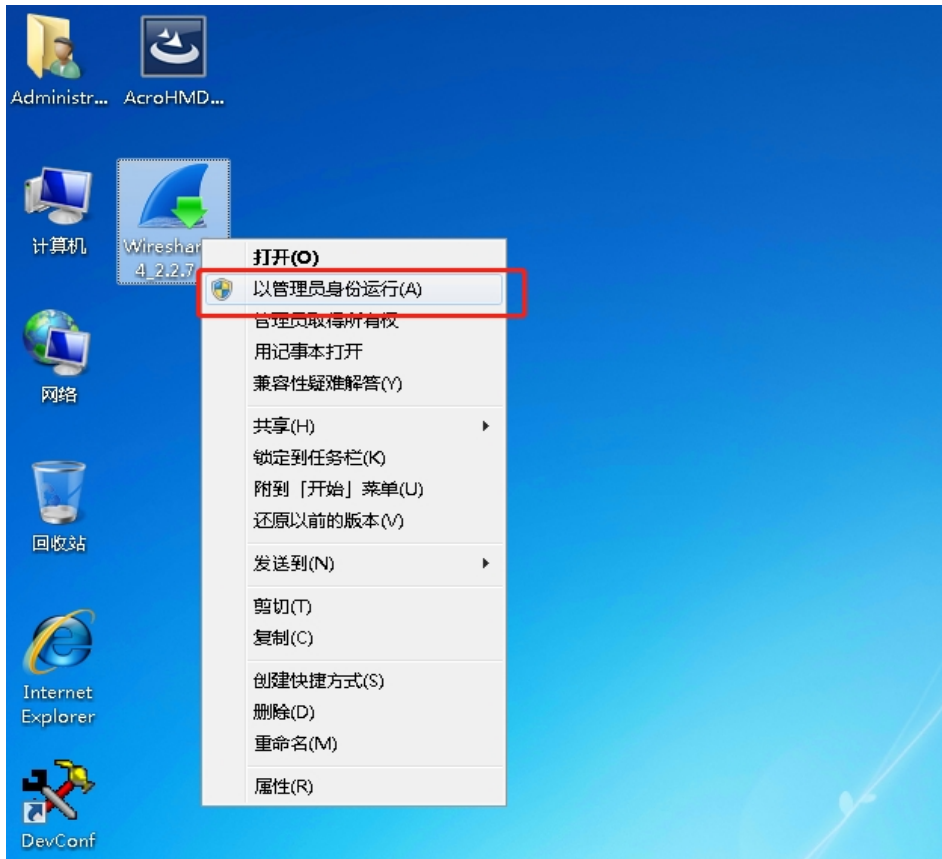 Administr...
AcroHMD...
计算机
Wireshar
4_2.2.7
网络
回收站
Internet
Explorer
DevConf
打开(O)
以管理员身份运行(A)
管理员取得所有权
用记事本打开
兼容性疑难解答(Y)
共享(H)
锁定到任务栏(K)
附到「开始」菜单(U)
还原以前的版本(V)
发送到(N)
剪切(T)
复制(C)
创建快捷方式(S)
删除(D)
重命名(M)
属性(R)